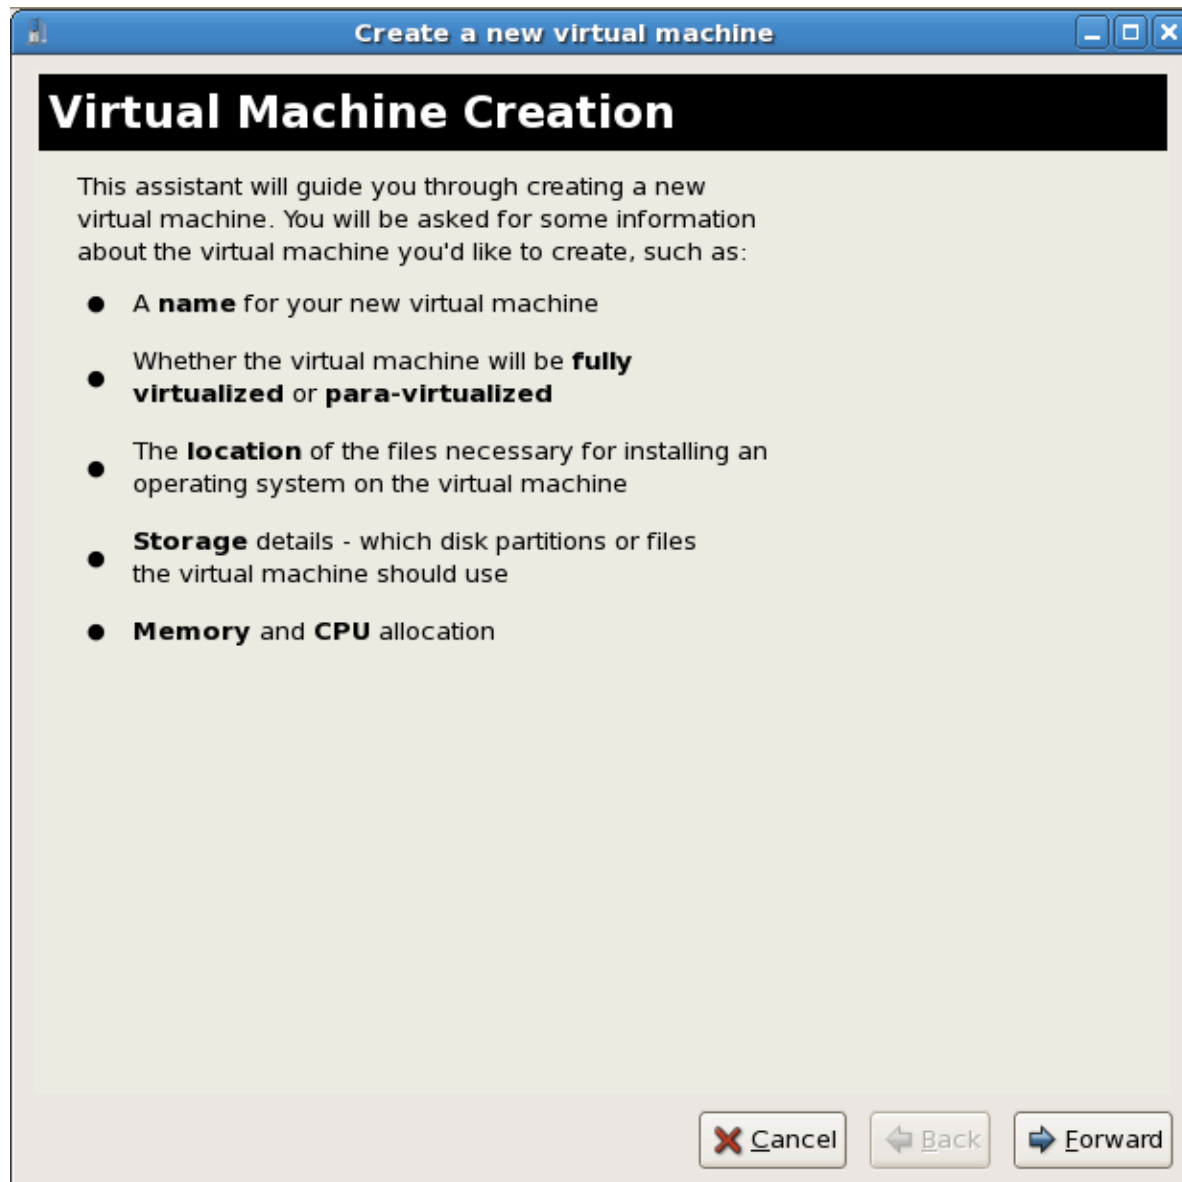 Create a new virtual machine
Virtual Machine Creation
This assistant will guide you through creating a new
virtual machine. You will be asked for some information
about the virtual machine you'd like to create, such as:
● A name for your new virtual machine
● Whether the virtual machine will be fully
virtualized or para-virtualized
● The location of the files necessary for installing an
operating system on the virtual machine
● Storage details - which disk partitions or files
the virtual machine should use
● Memory and CPU allocation
Cancel Back Forward